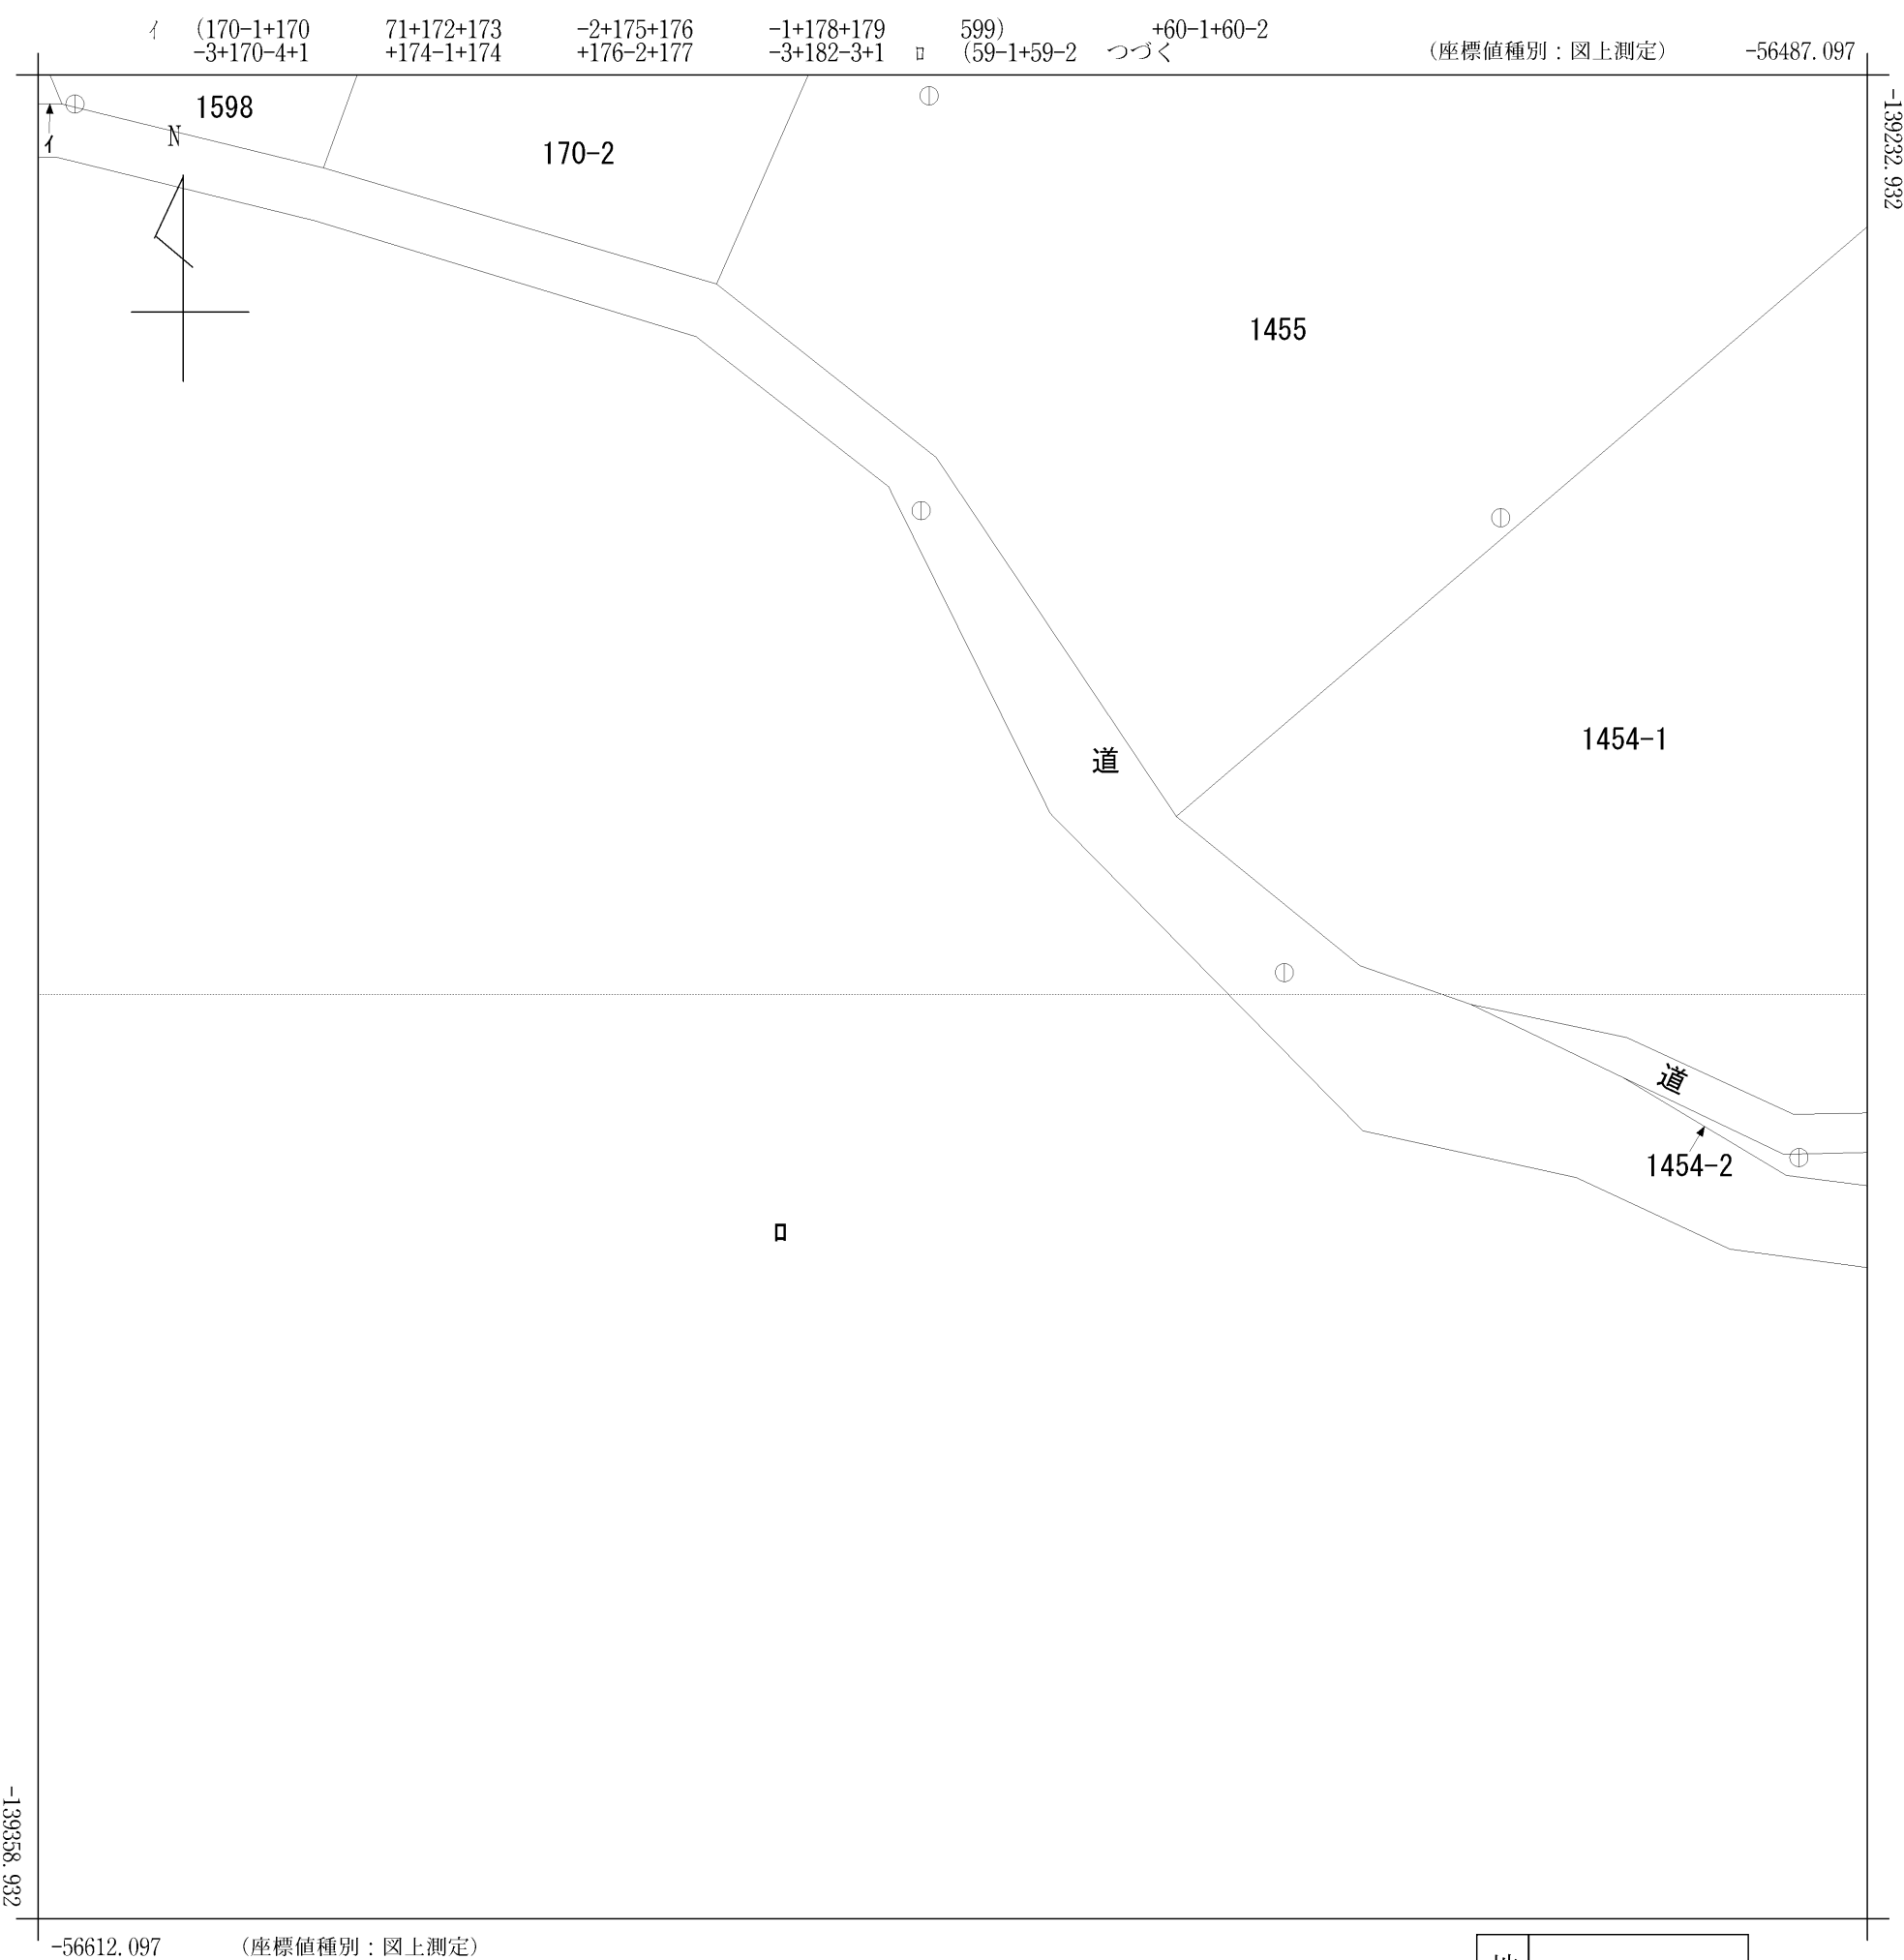 ｲ (170-1+170 71+172+173 -2+175+176 -1+178+179 599) +60-1+60-2
-3+170-4+1 +174-1+174 +176-2+177 -3+182-3+1 ﾛ (59-1+59-2 つづく (座標値種別：図上測定) -56487.097
-139232.932
1598
ｲ
N
170-2
1455
1454-1
道
道
1454-2
ﾛ
-139358.932
-56612.097 (座標値種別：図上測定)